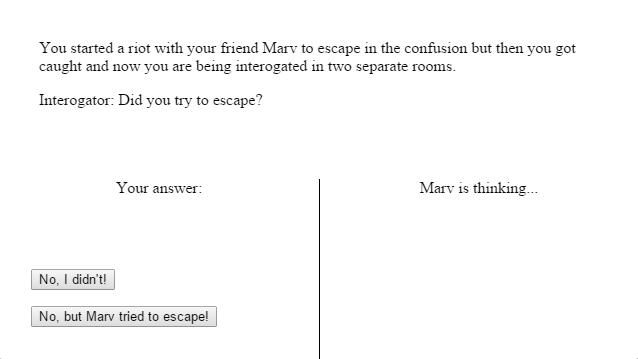 You started a riot with your friend Marv to escape in the confusion but then you got
caught and now you are being interogated in two separate rooms.
Interogator: Did you try to escape?
Your answer:
Marv is thinking...
No, I didn't!
No, but Marv tried to escape!